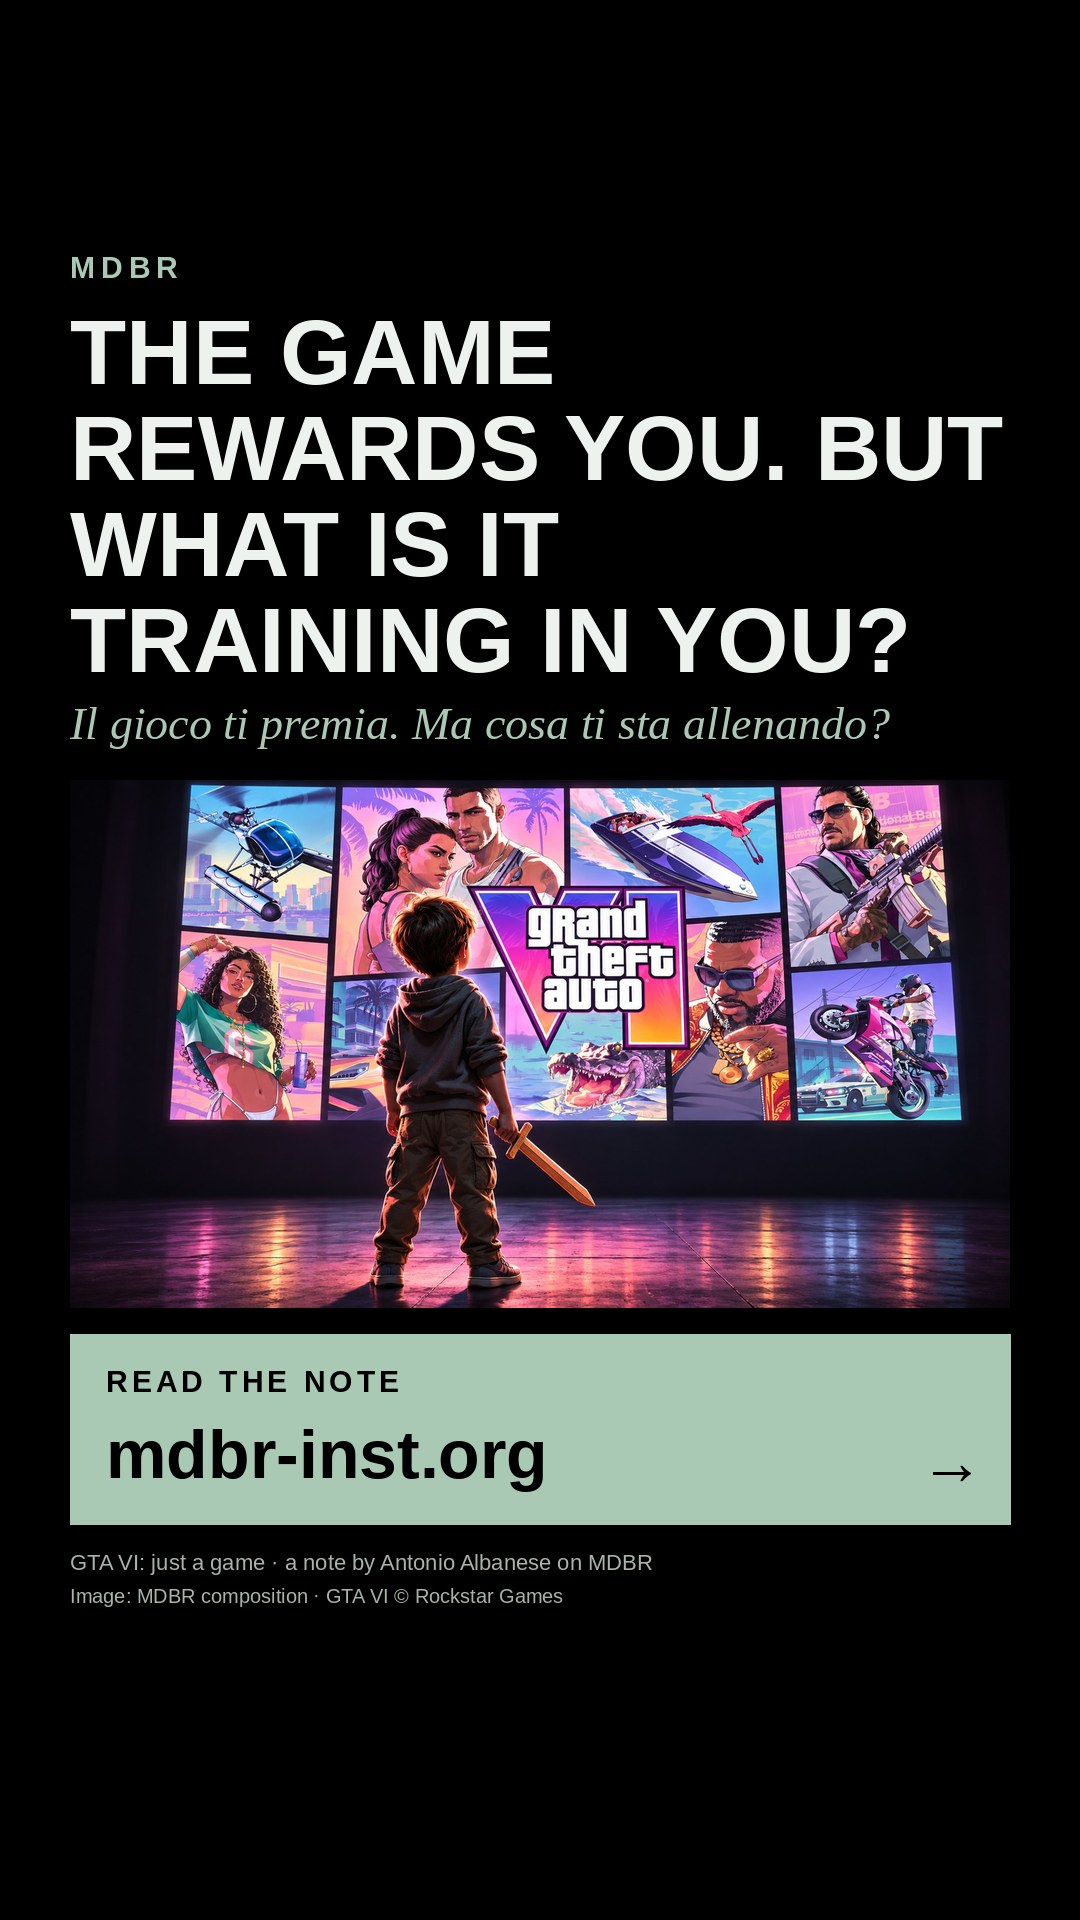 MDBR
THE GAME
REWARDS YOU. BUT
WHAT IS IT
TRAINING IN YOU?
Il gioco ti premia. Ma cosa ti sta allenando?
grand
theft
auto
VI
READ THE NOTE
mdbr-inst.org
→
GTA VI: just a game · a note by Antonio Albanese on MDBR
Image: MDBR composition · GTA VI © Rockstar Games